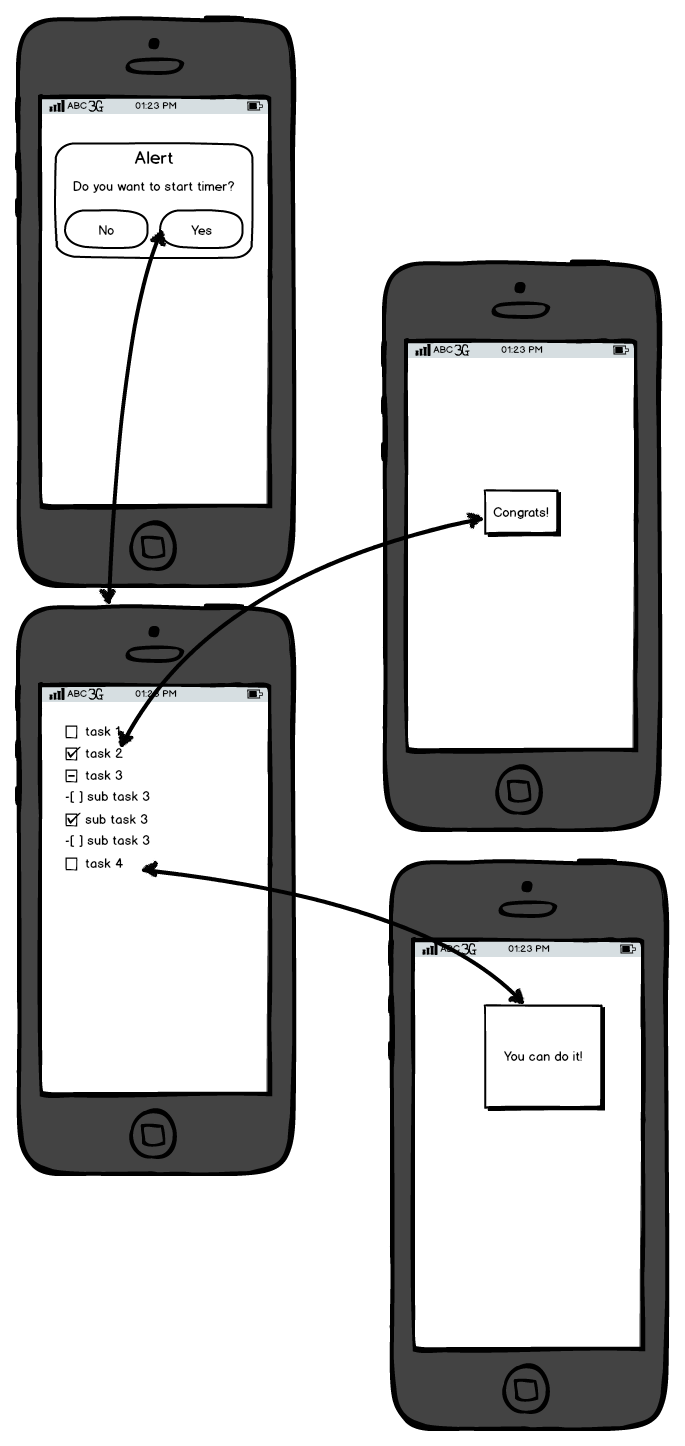 ABC 3G 01:23 PM
Alert
Do you want to start timer?
No Yes
ABC 3G 01:23 PM
Congrats!
ABC 3G 01:23 PM
task 1
task 2
task 3
-[ ] sub task 3
sub task 3
-[ ] sub task 3
task 4
ABC 3G 01:23 PM
You can do it!